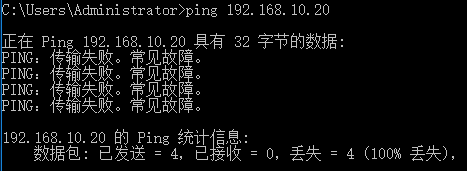 C:\Users\Administrator>ping 192.168.10.20
正在 Ping 192.168.10.20 具有 32 字节的数据:
PING：传输失败。常见故障。
PING：传输失败。常见故障。
PING：传输失败。常见故障。
PING：传输失败。常见故障。
192.168.10.20 的 Ping 统计信息:
数据包: 已发送 = 4，已接收 = 0，丢失 = 4 (100% 丢失)，